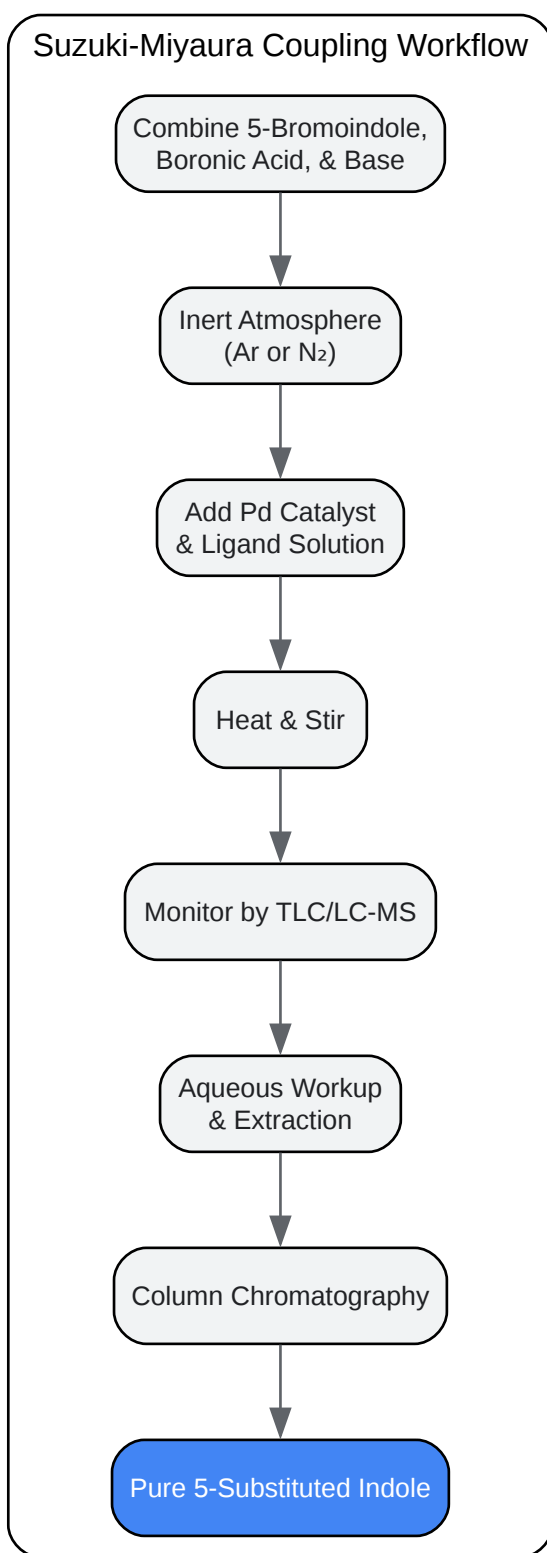 Suzuki-Miyaura Coupling Workflow
Combine 5-Bromoindole,
Boronic Acid, & Base
Inert Atmosphere
(Ar or N₂)
Add Pd Catalyst
& Ligand Solution
Heat & Stir
Monitor by TLC/LC-MS
Aqueous Workup
& Extraction
Column Chromatography
Pure 5-Substituted Indole